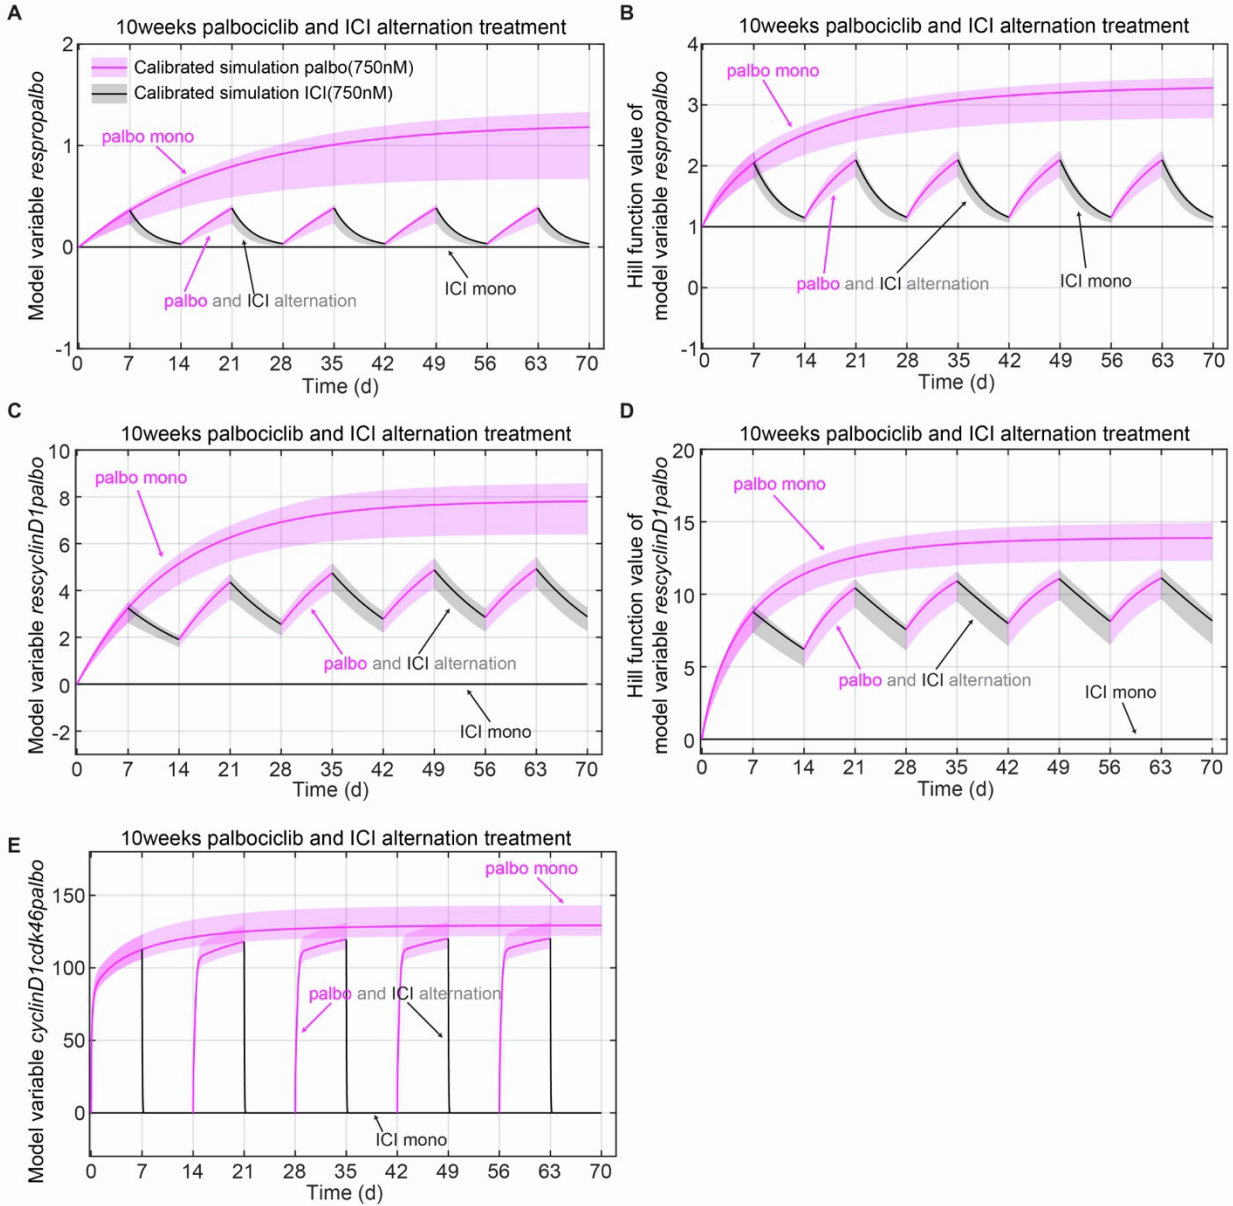 A
10weeks palbociclib and ICI alternation treatment
Model variable respropalbo
2
1
0
-1
Calibrated simulation palbo(750nM)
Calibrated simulation ICI(750nM)
palbo mono
palbo and ICI alternation
ICI mono
0 7 14 21 28 35 42 49 56 63 70
Time (d)
B
10weeks palbociclib and ICI alternation treatment
Hill function value of
model variable respropalbo
4
3
2
1
0
-1
palbo mono
palbo and ICI alternation
ICI mono
0 7 14 21 28 35 42 49 56 63 70
Time (d)
C
10weeks palbociclib and ICI alternation treatment
Model variable rescyclinD1palbo
10
8
6
4
2
0
-2
palbo mono
palbo and ICI alternation
ICI mono
0 7 14 21 28 35 42 49 56 63 70
Time (d)
D
10weeks palbociclib and ICI alternation treatment
Hill function value of
model variable rescyclinD1palbo
20
15
10
5
0
palbo mono
palbo and ICI alternation
ICI mono
0 7 14 21 28 35 42 49 56 63 70
Time (d)
E
10weeks palbociclib and ICI alternation treatment
Model variable cyclinD1cdk46palbo
150
100
50
0
palbo mono
palbo and ICI alternation
ICI mono
0 7 14 21 28 35 42 49 56 63 70
Time (d)